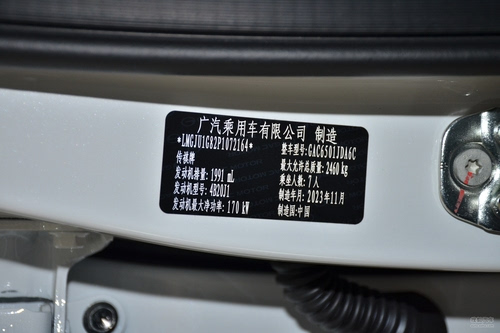 广汽乘用车有限公司 制造
*LMGJU1G82P1072164* 整车型号:GAC6501JDA6C
传祺牌 最大允许总质量:2460 kg
发动机排量:1991 mL 乘坐人数:7人
发动机型号:4B20J1 制造年月:2023年11月
发动机最大净功率:170 kW 制造国:中国